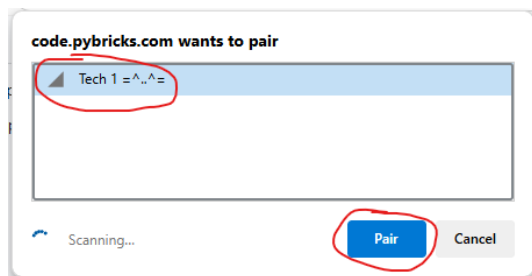 code.pybricks.com wants to pair
Tech 1 =^..^=
Scanning...
Pair
Cancel